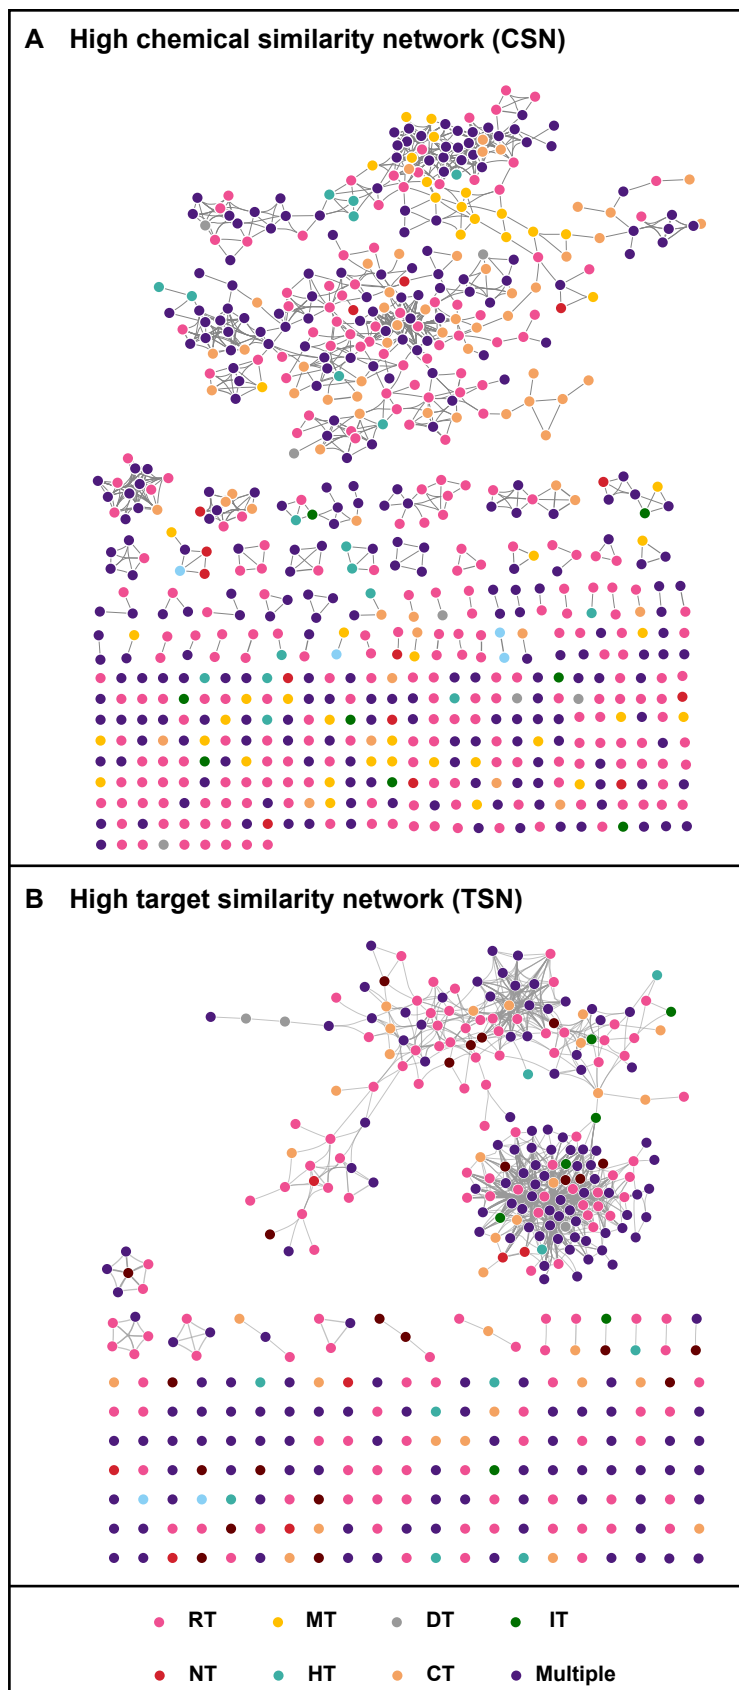 A High chemical similarity network (CSN)
B High target similarity network (TSN)
RT MT DT IT
NT HT CT Multiple